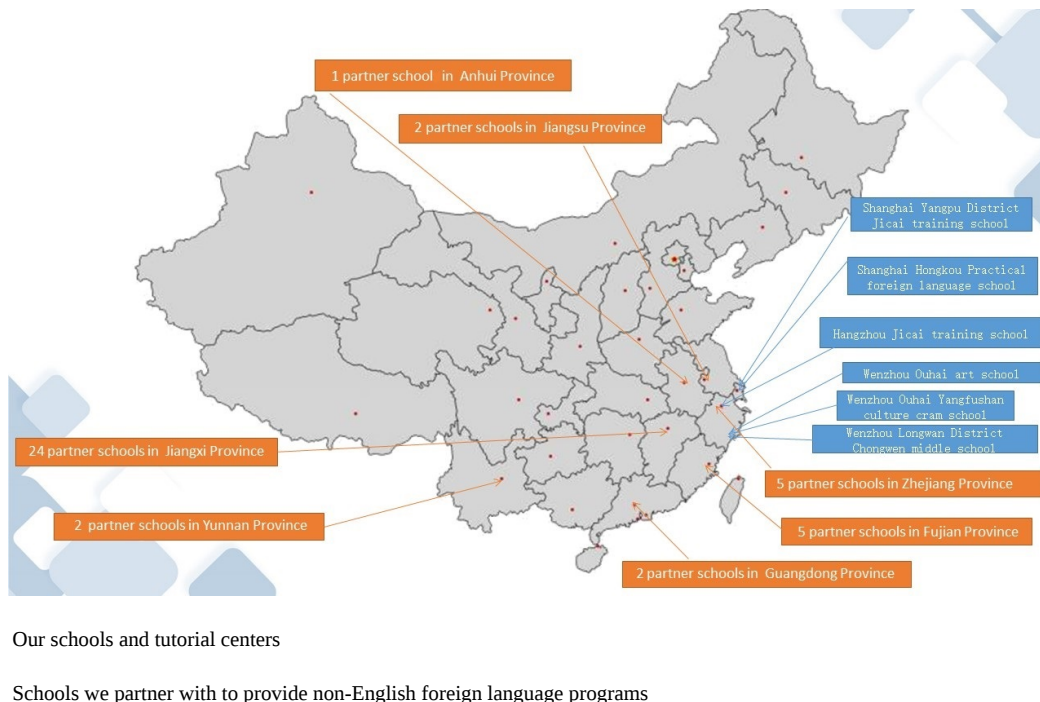 1 partner school in Anhui Province
2 partner schools in Jiangsu Province
Shanghai Yangpu District
Jicai training school
Shanghai Hongkou Practical
foreign language school
Hangzhou Jicai training school
Wenzhou Ouhai art school
Wenzhou Ouhai Yangfushan
culture cram school
Wenzhou Longwan District
Chongwen middle school
24 partner schools in Jiangxi Province
5 partner schools in Zhejiang Province
2 partner schools in Yunnan Province
5 partner schools in Fujian Province
2 partner schools in Guangdong Province
Our schools and tutorial centers
Schools we partner with to provide non-English foreign language programs